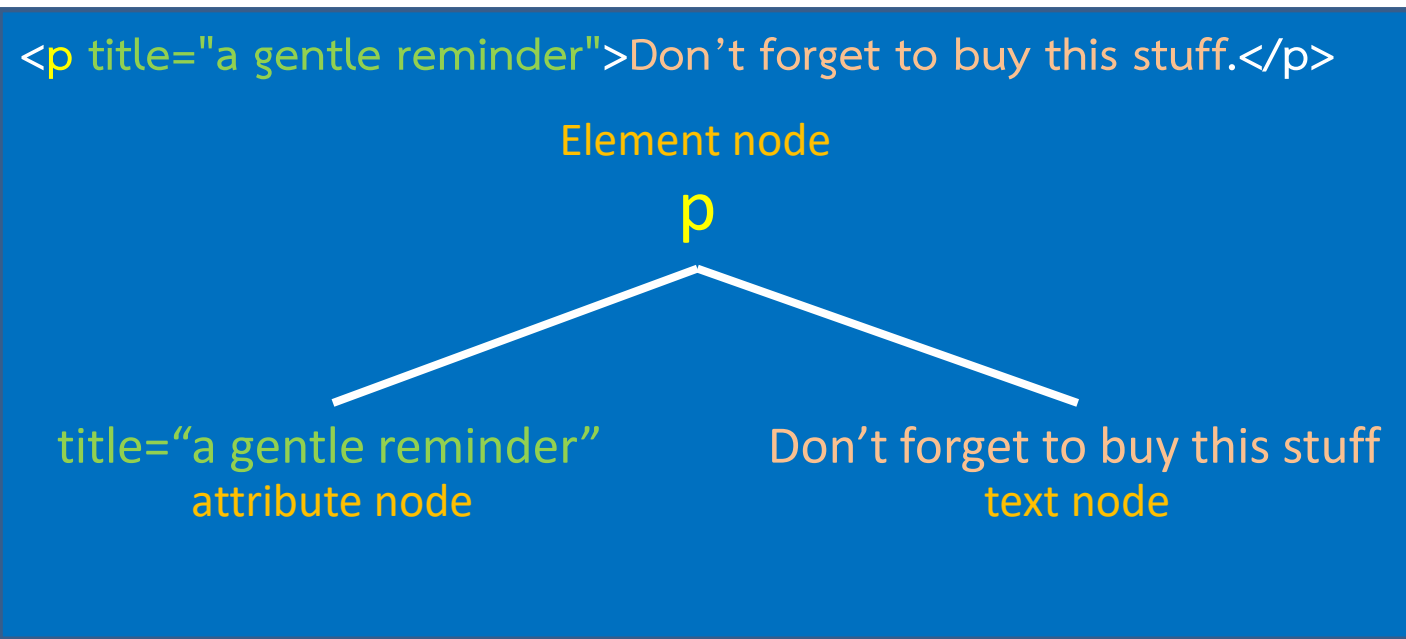 <p title="a gentle reminder">Don’t forget to buy this stuff.</p>
Element node
p
title=“a gentle reminder” Don’t forget to buy this stuff
attribute node text node